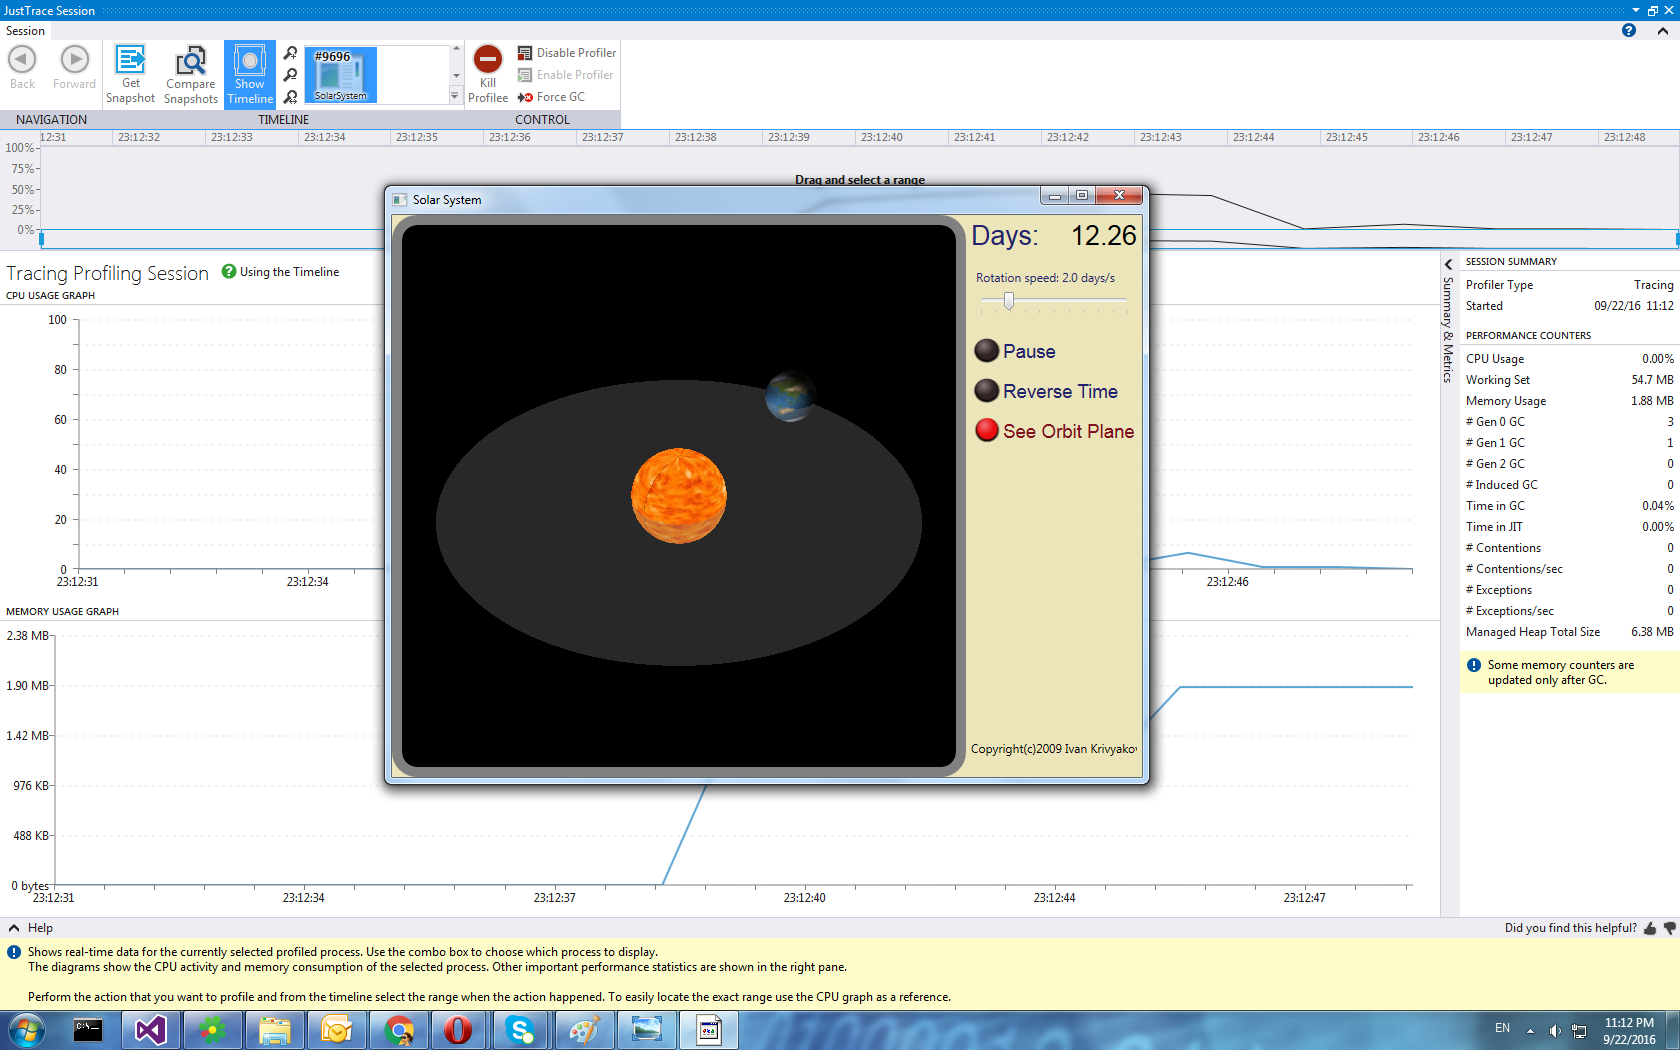 JustTrace Session
Session
Back
Forward
Get Snapshot
Compare Snapshots
Show Timeline
#9696
SolarSystem
Kill Profilee
Disable Profiler
Enable Profiler
Force GC
NAVIGATION
TIMELINE
CONTROL
12:31 23:12:32 23:12:33 23:12:34 23:12:35 23:12:36 23:12:37 23:12:38 23:12:39 23:12:40 23:12:41 23:12:42 23:12:43 23:12:44 23:12:45 23:12:46 23:12:47 23:12:48
100%
75%
50%
25%
0%
Drag and select a range
Tracing Profiling Session
Using the Timeline
CPU USAGE GRAPH
100
80
60
40
20
0
23:12:31 23:12:34 23:12:46
MEMORY USAGE GRAPH
2.38 MB
1.90 MB
1.42 MB
976 KB
488 KB
0 bytes
23:12:31 23:12:34 23:12:37 23:12:40 23:12:44 23:12:47
Solar System
Days: 12.26
Rotation speed: 2.0 days/s
Pause
Reverse Time
See Orbit Plane
Copyright(c)2009 Ivan Krivyakov
Summary & Metrics
SESSION SUMMARY
Profiler Type Tracing
Started 09/22/16 11:12
PERFORMANCE COUNTERS
CPU Usage 0.00%
Working Set 54.7 MB
Memory Usage 1.88 MB
# Gen 0 GC 3
# Gen 1 GC 1
# Gen 2 GC 0
# Induced GC 0
Time in GC 0.04%
Time in JIT 0.00%
# Contentions 0
# Contentions/sec 0
# Exceptions 0
# Exceptions/sec 0
Managed Heap Total Size 6.38 MB
Some memory counters are
updated only after GC.
Help
Did you find this helpful?
Shows real-time data for the currently selected profiled process. Use the combo box to choose which process to display.
The diagrams show the CPU activity and memory consumption of the selected process. Other important performance statistics are shown in the right pane.
Perform the action that you want to profile and from the timeline select the range when the action happened. To easily locate the exact range use the CPU graph as a reference.
C:\.
EN
11:12 PM
9/22/2016